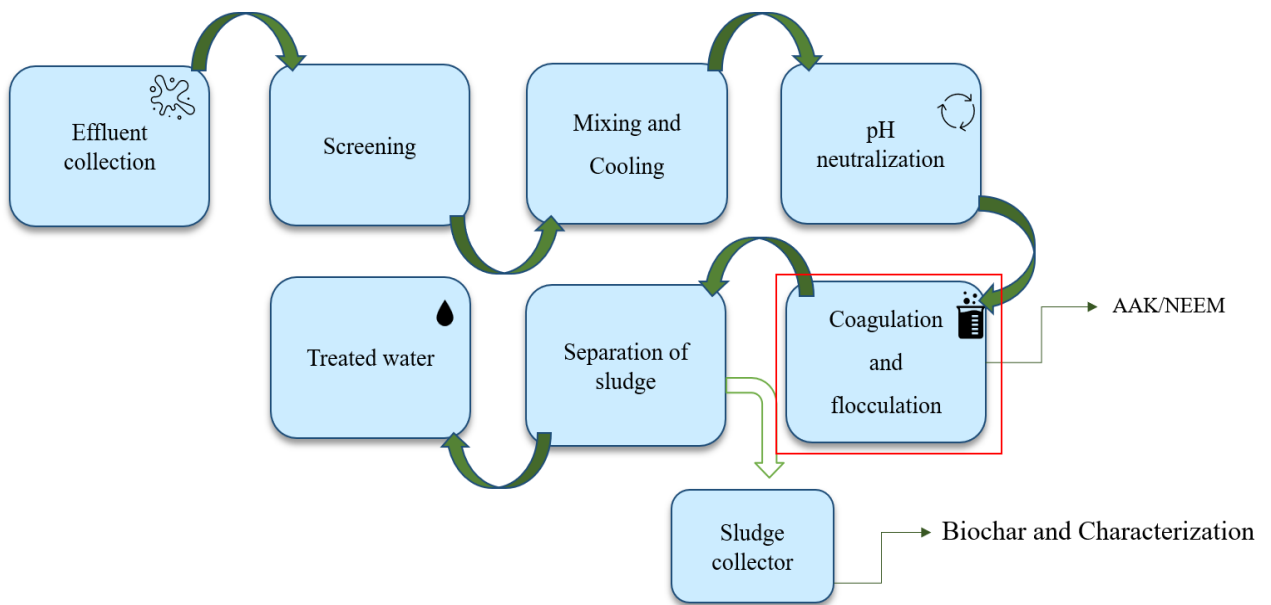 Effluent
collection
Screening
Mixing and
Cooling
pH
neutralization
Coagulation
and
flocculation
AAK/NEEM
Separation of
sludge
Treated water
Sludge
collector
Biochar and Characterization